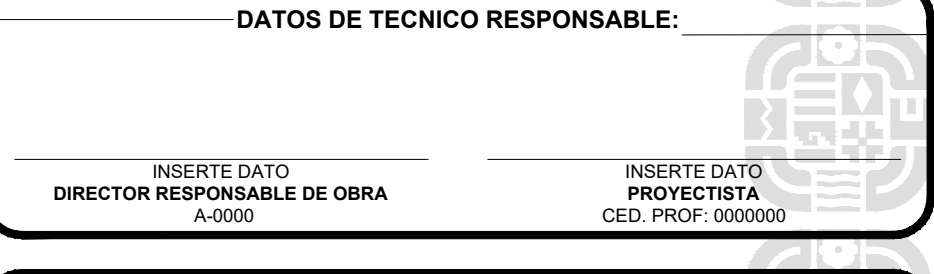 DATOS DE TECNICO RESPONSABLE:
INSERTE DATO
DIRECTOR RESPONSABLE DE OBRA
A-0000
INSERTE DATO
PROYECTISTA
CED. PROF: 0000000